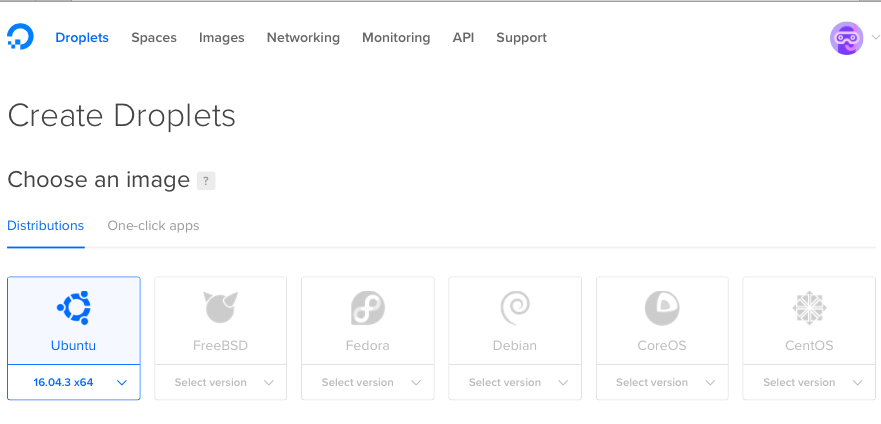 Droplets Spaces Images Networking Monitoring API Support
Create Droplets
Choose an image ?
Distributions One-click apps
Ubuntu FreeBSD Fedora Debian CoreOS CentOS
16.04.3 x64 Select version Select version Select version Select version Select version